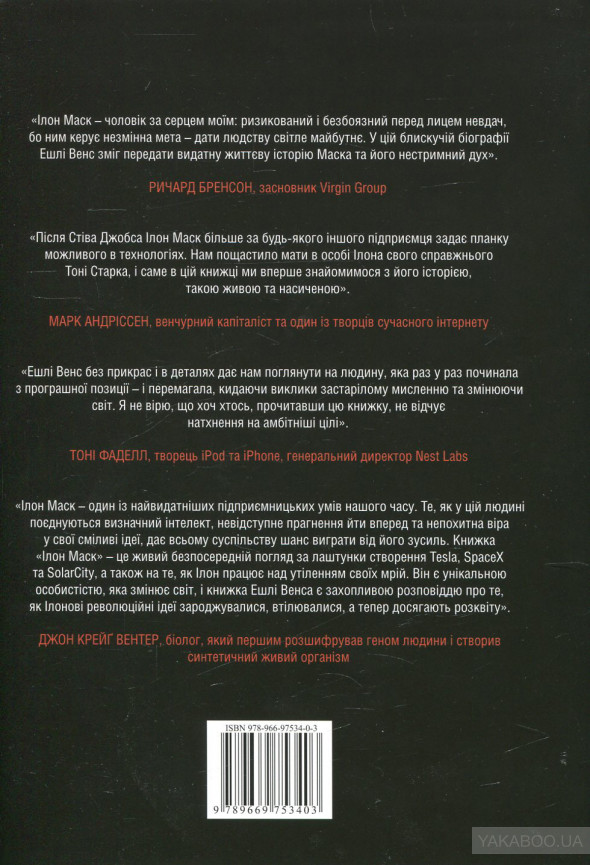 «Ілон Маск – чоловік за серцем моїм: ризикований і безбоязний перед лицем невдач,
бо ним керує незмінна мета – дати людству світле майбутнє. У цій блискучій біографії
Ешлі Венс зміг передати видатну життєву історію Маска та його нестримний дух».
РИЧАРД БРЕНСОН, засновник Virgin Group
«Після Стіва Джобса Ілон Маск більше за будь-якого іншого підприємця задає планку
можливого в технологіях. Нам пощастило мати в особі Ілона свого справжнього
Тоні Старка, і саме в цій книжці ми вперше знайомимося з його історією,
такою живою та насиченою».
МАРК АНДРІССЕН, венчурний капіталіст та один із творців сучасного інтернету
«Ешлі Венс без прикрас і в деталях дає нам поглянути на людину, яка раз у раз починала
з програшної позиції – і перемагала, кидаючи виклики застарілому мисленню та змінюючи
світ. Я не вірю, що хоч хтось, прочитавши цю книжку, не відчує
натхнення на амбітніші цілі».
ТОНІ ФАДЕЛЛ, творець iPod та iPhone, генеральний директор Nest Labs
«Ілон Маск – один із найвидатніших підприємницьких умів нашого часу. Те, як у цій людині
поєднуються визначний інтелект, невідступне прагнення йти вперед та непохитна віра
у свої сміливі ідеї, дає всьому суспільству шанс виграти від його зусиль. Книжка
«Ілон Маск» – це живий безпосередній погляд за лаштунки створення Tesla, SpaceX
та SolarCity, а також на те, як Ілон працює над утіленням своїх мрій. Він є унікальною
особистістю, яка змінює світ, і книжка Ешлі Венса є захопливою розповіддю про те,
як Ілонові революційні ідеї зароджувалися, втілювалися, а тепер досягають розквіту».
ДЖОН КРЕЙҐ ВЕНТЕР, біолог, який першим розшифрував геном людини і створив
синтетичний живий організм
ISBN 978-966-97534-0-3
9 789669 753403
YAKABOO.UA